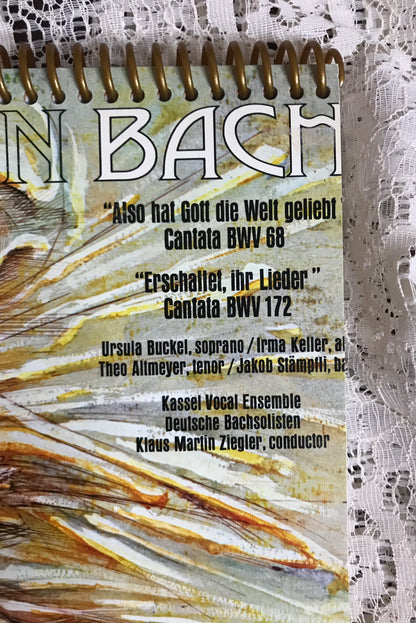 N BACH
"Also hat Gott die Welt geliebt"
Cantata BWV 68
"Erschallet, ihr Lieder"
Cantata BWV 172
Ursula Buckel, soprano / Irma Keller, al
Theo Altmeyer, tenor / Jakob Stämpfli, ba
Kassel Vocal Ensemble
Deutsche Bachsolisten
Klaus Martin Ziegler, conductor